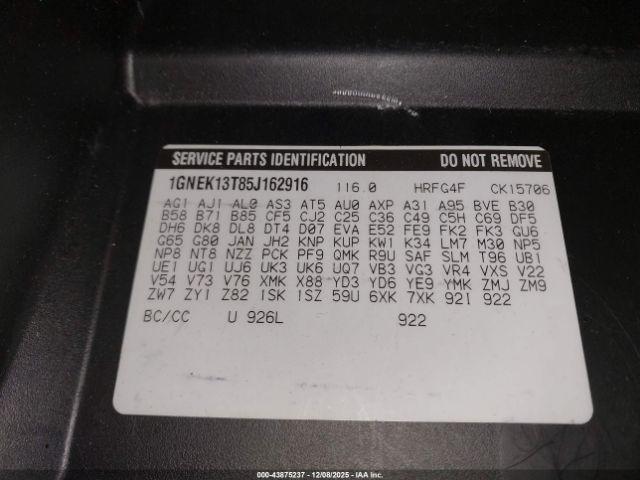 SERVICE PARTS IDENTIFICATION DO NOT REMOVE
1GNEK13T85J162916 116.0 HRFG4F CK15706
AG1 AJ1 AL0 AS3 AT5 AU0 AXP A31 A95 BVE B30
B58 B71 B85 CF5 CJ2 C25 C36 C49 C5H C69 DF5
DH6 DK8 DL8 DT4 D07 EVA E52 FE9 FK2 FK3 GU6
G65 G80 JAN JH2 KNP KUP KW1 K34 LM7 M30 NP5
NP8 NT8 NZZ PCK PF9 QMK R9U SAF SLM T96 UB1
UE1 UG1 UJ6 UK3 UK6 UQ7 VB3 VG3 VR4 VXS V22
V54 V73 V76 XMK X88 YD3 YD6 YE9 YMK ZMJ ZM9
ZW7 ZY1 Z82 1SK 1SZ 59U 6XK 7XK 92I 922
BC/CC U 926L 922
000-43875237 - 12/08/2025 - IAA Inc.